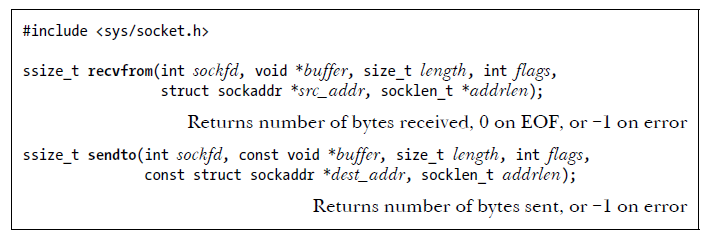 #include <sys/socket.h>
ssize_t recvfrom(int sockfd, void *buffer, size_t length, int flags,
struct sockaddr *src_addr, socklen_t *addrlen);
Returns number of bytes received, 0 on EOF, or –1 on error
ssize_t sendto(int sockfd, const void *buffer, size_t length, int flags,
const struct sockaddr *dest_addr, socklen_t addrlen);
Returns number of bytes sent, or –1 on error